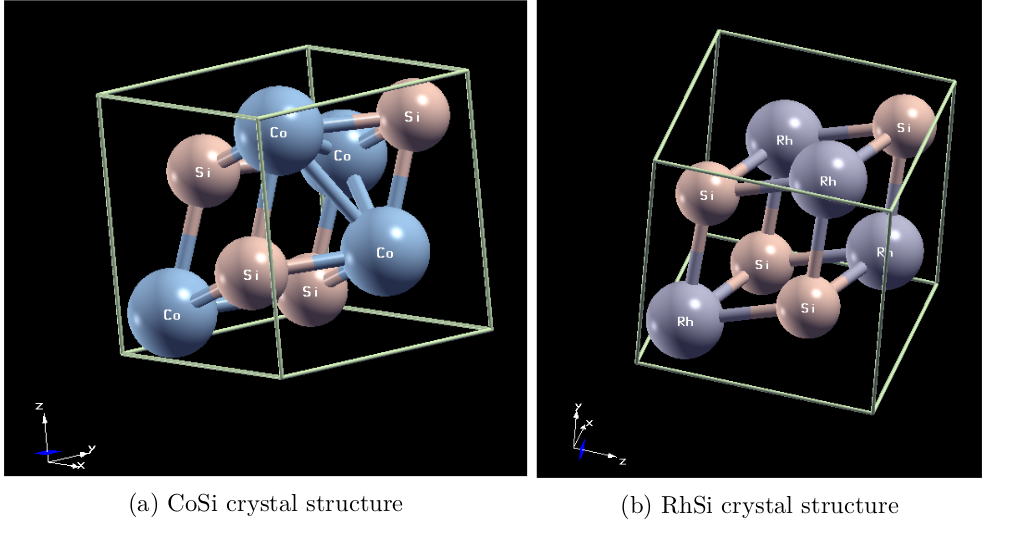 Co
Si
Co
Si
Co
Si
Si
Co
z
y
x
Rh
Si
Rh
Si
Rh
Si
Si
Rh
y
x
z
(a) CoSi crystal structure
(b) RhSi crystal structure